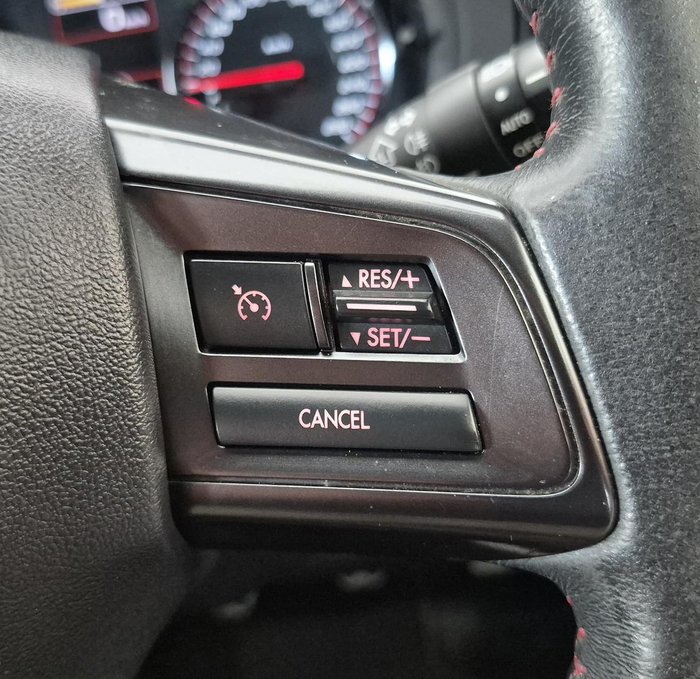 AUTO
OFF
▲ RES/+
▼ SET/−
CANCEL